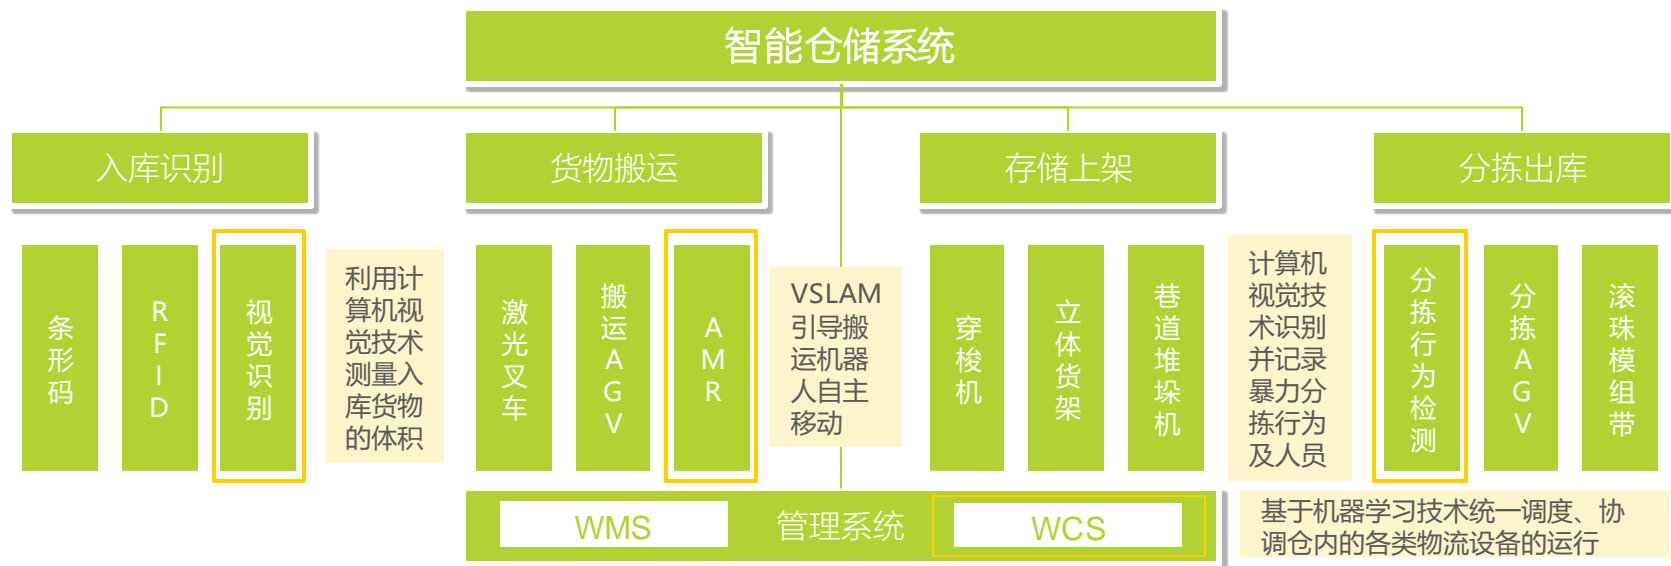 智能仓储系统
入库识别
货物搬运
存储上架
分拣出库
条形码
RFID
视觉识别
利用计
算机视
觉技术
测量入
库货物
的体积
激光叉车
搬运AGV
AMR
VSLAM
引导搬
运机器
人自主
移动
穿梭机
立体货架
巷道堆垛机
计算机
视觉技
术识别
并记录
暴力分
拣行为
及人员
分拣行为检测
分拣AGV
滚珠模组带
WMS
管理系统
WCS
基于机器学习技术统一调度、协
调仓内的各类物流设备的运行